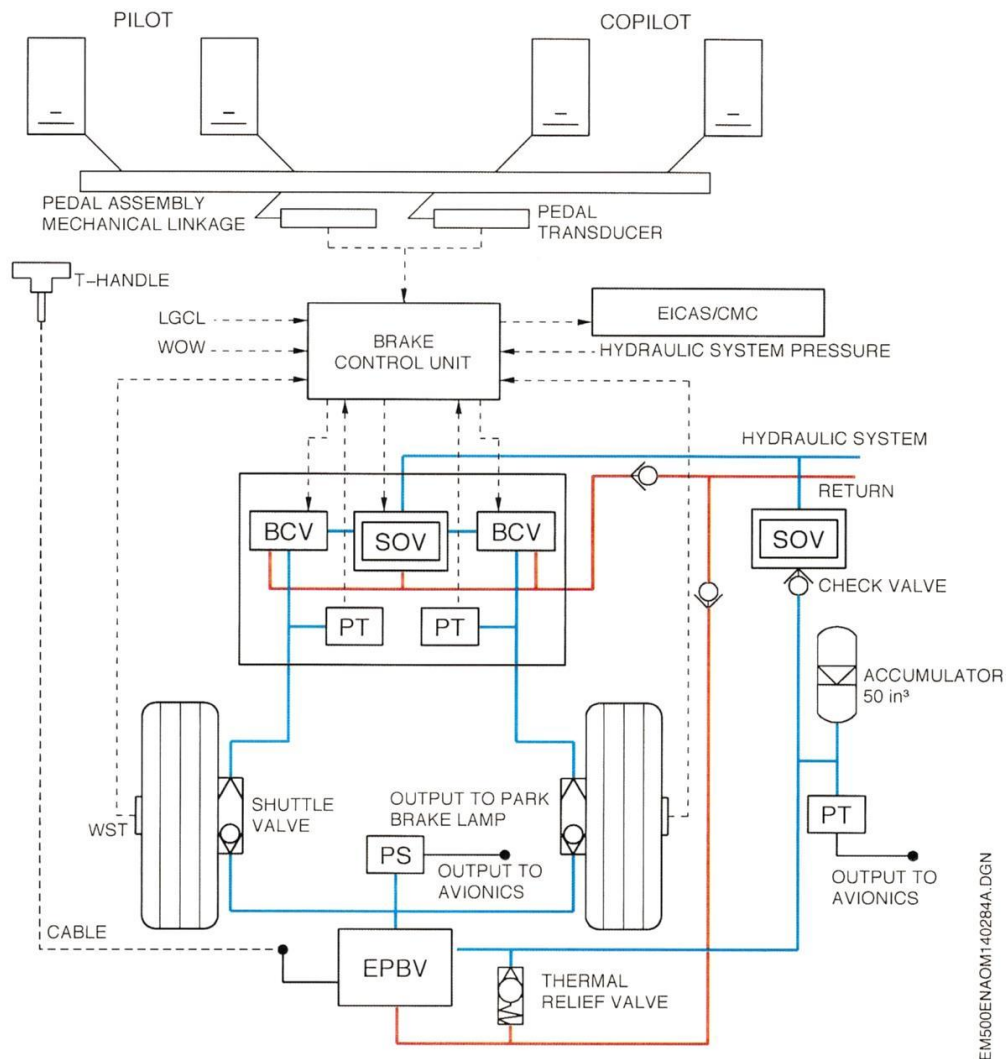 PILOT
COPILOT
PEDAL ASSEMBLY
MECHANICAL LINKAGE
PEDAL
TRANSDUCER
T-HANDLE
LGCL
WOW
BRAKE
CONTROL UNIT
EICAS/CMC
HYDRAULIC SYSTEM PRESSURE
HYDRAULIC SYSTEM
RETURN
BCV
SOV
BCV
SOV
CHECK VALVE
PT
PT
ACCUMULATOR
50 in³
WST
SHUTTLE
VALVE
OUTPUT TO PARK
BRAKE LAMP
PS
OUTPUT TO
AVIONICS
PT
OUTPUT TO
AVIONICS
CABLE
EPBV
THERMAL
RELIEF VALVE
EM500ENAOM140284A.DGN